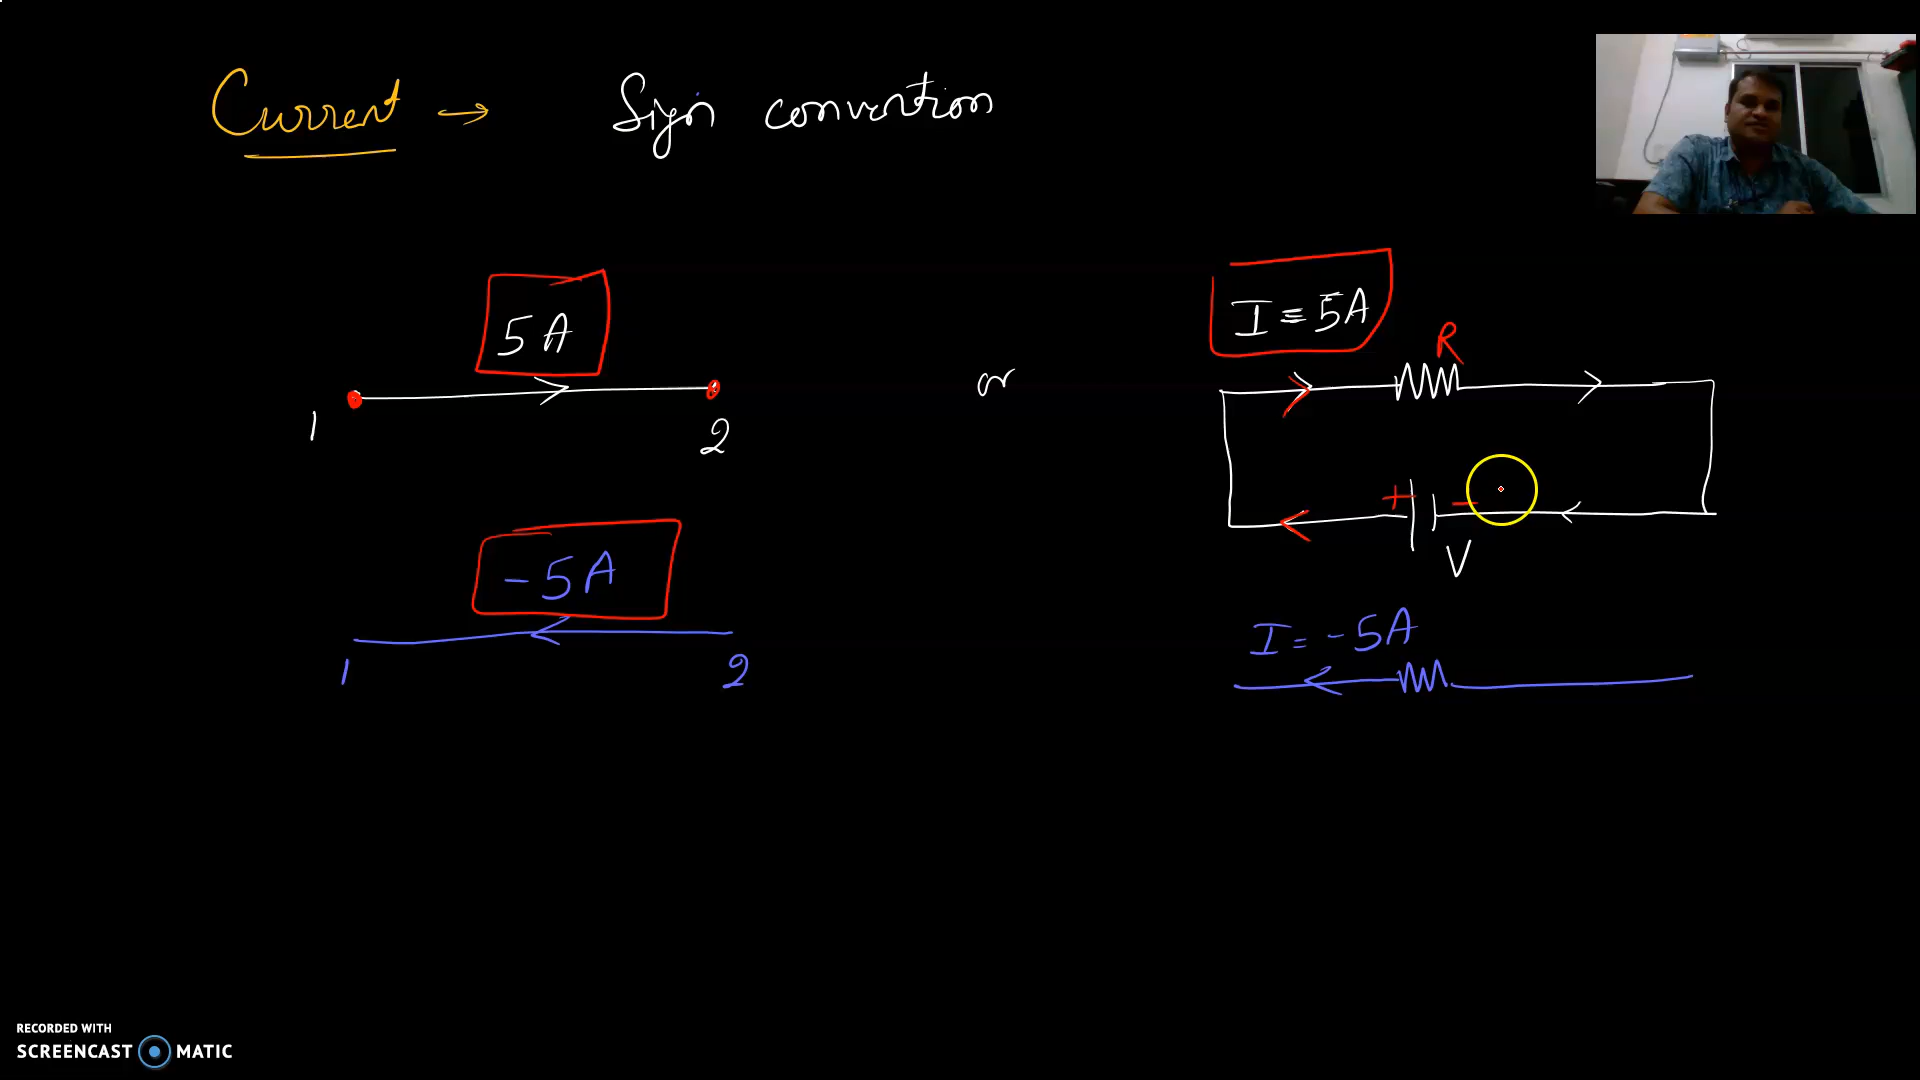 Current → Sign convention
5A
I = 5A
R
or
1
2
+ -
V
- 5A
I = - 5A
1
2
RECORDED WITH
SCREENCAST MATIC